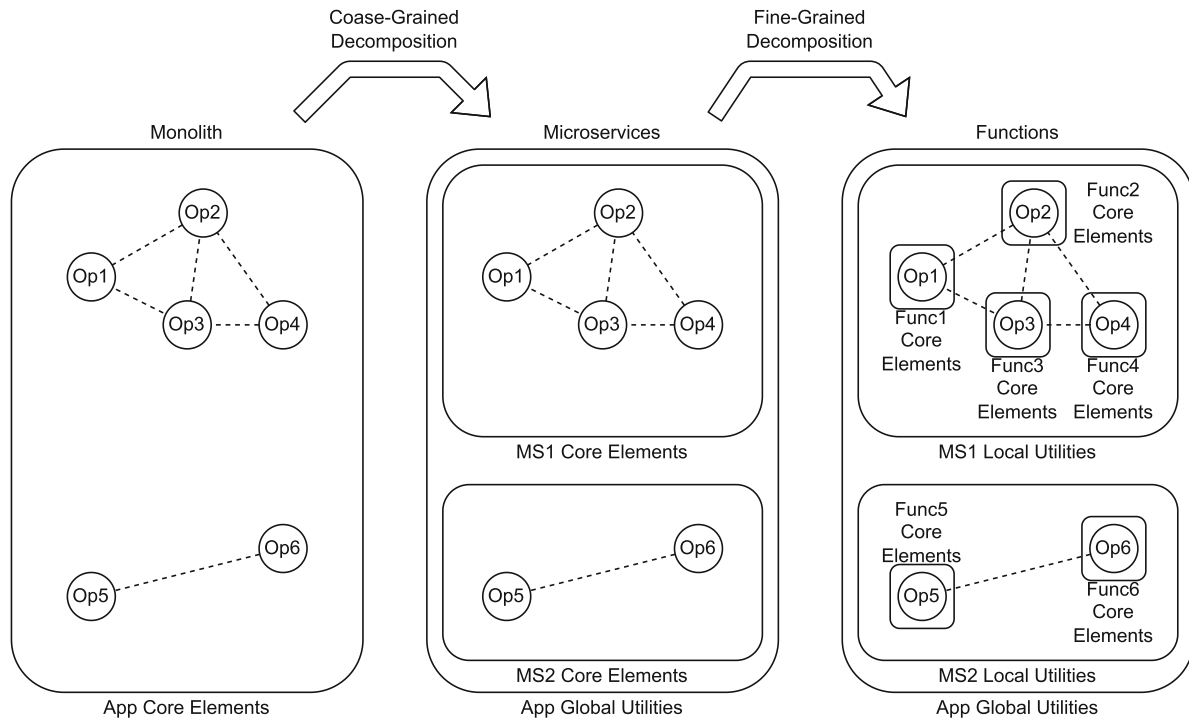 Coase-Grained
Decomposition
Fine-Grained
Decomposition
Monolith
Op2
Op1
Op3
Op4
Op6
Op5
App Core Elements
Microservices
Op2
Op1
Op3
Op4
MS1 Core Elements
Op6
Op5
MS2 Core Elements
App Global Utilities
Functions
Op2
Func2
Core
Elements
Op1
Func1
Core
Elements
Op3
Func3
Core
Elements
Op4
Func4
Core
Elements
MS1 Local Utilities
Func5
Core
Elements
Op5
Op6
Func6
Core
Elements
MS2 Local Utilities
App Global Utilities